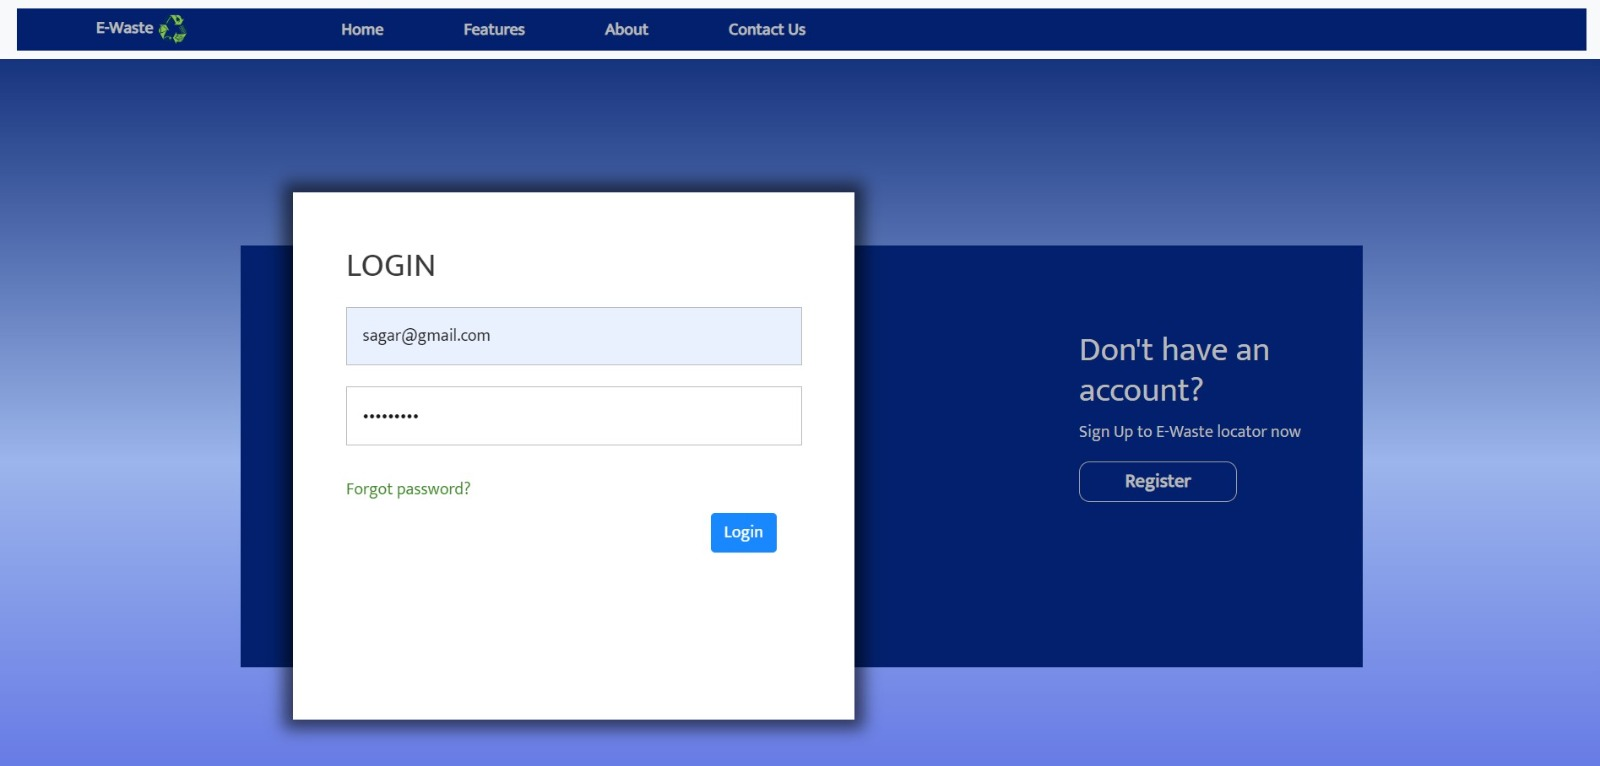 E-Waste
Home
Features
About
Contact Us
LOGIN
sagar@gmail.com
•••••••••
Forgot password?
Login
Don't have an
account?
Sign Up to E-Waste locator now
Register